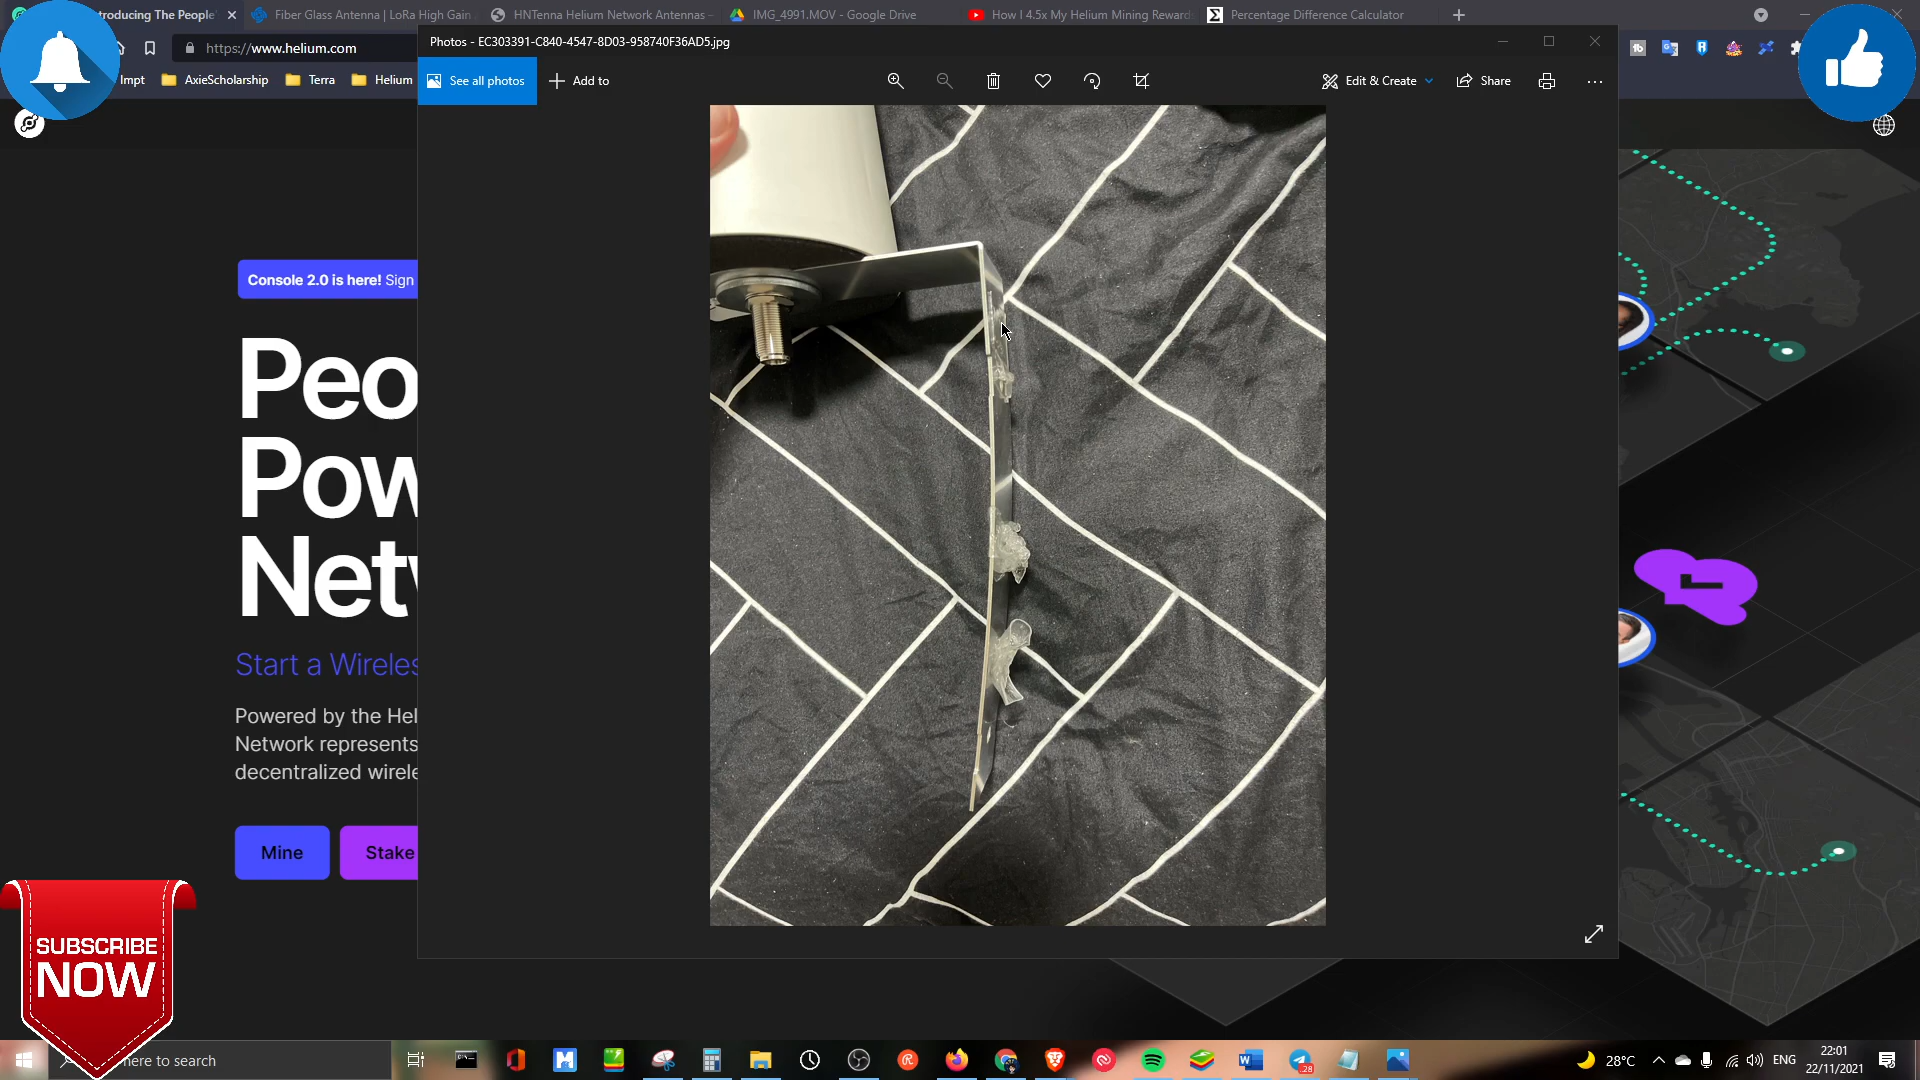 troducing The People'
Fiber Glass Antenna | LoRa High Gain
HNTenna Helium Network Antennas -
IMG_4991.MOV - Google Drive
How I 4.5x My Helium Mining Reward
Percentage Difference Calculator
https://www.helium.com
Impt
AxieScholarship
Terra
Helium
Photos - EC303391-C840-4547-8D03-958740F36AD5.jpg
See all photos
Add to
Edit & Create
Share
Console 2.0 is here! Sign
Peo
Pow
Net
Start a Wireles
Powered by the Hel
Network represents
decentralized wirele
Mine
Stake
SUBSCRIBE
NOW
here to search
28
28°C
ENG
22:01
22/11/2021